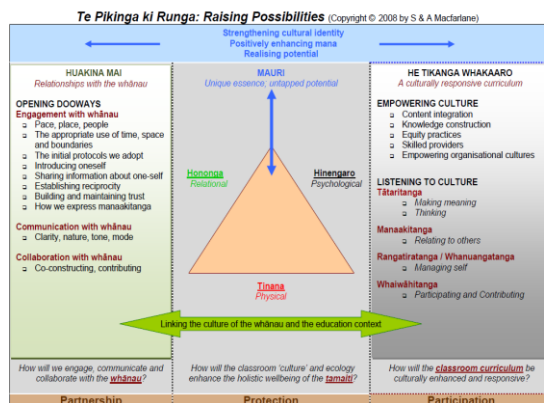 Te Pikinga ki Runga: Raising Possibilities (Copyright © 2008 by S & A Macfarlane)
Strengthening cultural identity
Positively enhancing mana
Realising potential
HUAKINA MAI
Relationships with the whānau
OPENING DOORWAYS
Engagement with whānau
Pace, place, people
The appropriate use of time, space
and boundaries
The initial protocols we adopt
Introducing oneself
Sharing information about one-self
Establishing reciprocity
Building and maintaining trust
How we express manaakitanga
Communication with whānau
Clarity, nature, tone, mode
Collaboration with whānau
Co-constructing, contributing
How will we engage, communicate and
collaborate with the whānau?
Partnership
MAURI
Unique essence, untapped potential
Hononga
Relational
Hinengaro
Psychological
Tinana
Physical
Linking the culture of the whānau and the education context
How will the classroom 'culture' and ecology
enhance the holistic wellbeing of the tamaiti?
Protection
HE TIKANGA WHAKAARO
A culturally responsive curriculum
EMPOWERING CULTURE
Content integration
Knowledge construction
Equity practices
Skilled providers
Empowering organisational cultures
LISTENING TO CULTURE
Tātaritanga
Making meaning
Thinking
Manaakitanga
Relating to others
Rangatiratanga / Whanuangatanga
Managing self
Whaiwāhitanga
Participating and Contributing
How will the classroom curriculum be
culturally enhanced and responsive?
Participation